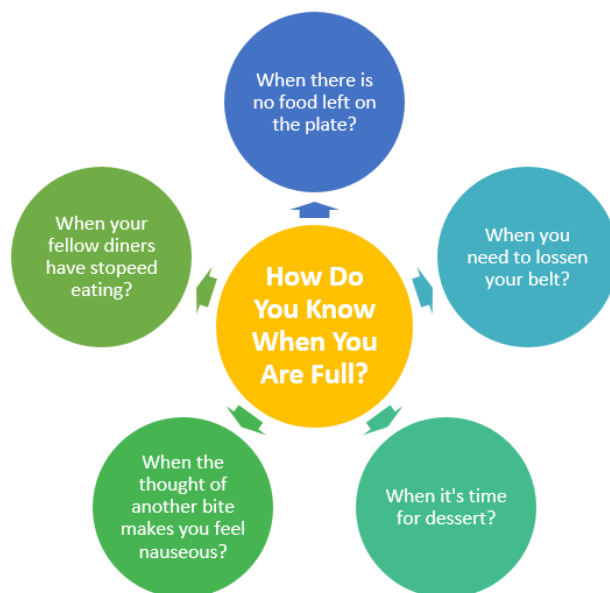 When there is
no food left on
the plate?
When your
fellow diners
have stopeed
eating?
When you
need to lossen
your belt?
How Do
You Know
When You
Are Full?
When the
thought of
another bite
makes you feel
nauseous?
When it's time
for dessert?